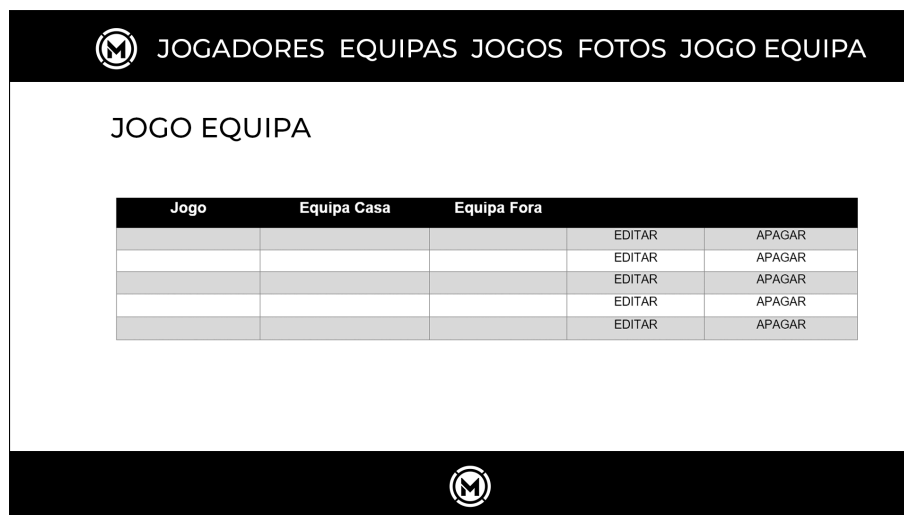 M JOGADORES EQUIPAS JOGOS FOTOS JOGO EQUIPA
JOGO EQUIPA
Jogo Equipa Casa Equipa Fora
EDITAR APAGAR
EDITAR APAGAR
EDITAR APAGAR
EDITAR APAGAR
EDITAR APAGAR
M